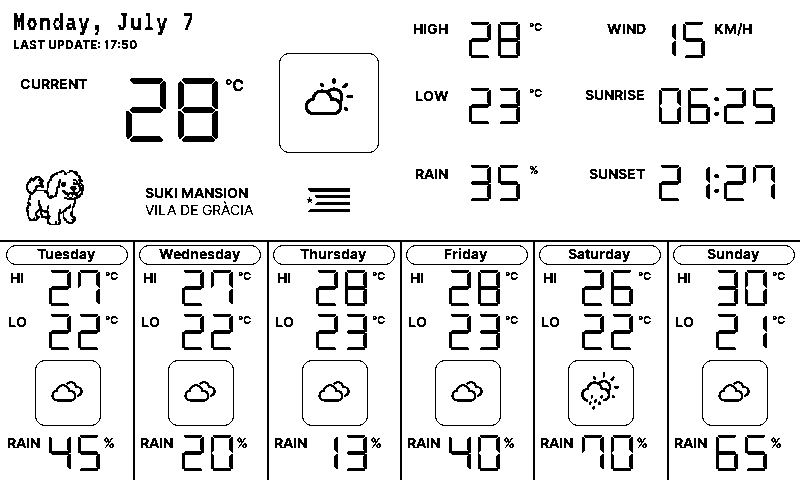 Monday, July 7
LAST UPDATE: 17:50
CURRENT 28 °C
HIGH 28 °C
WIND 15 KM/H
LOW 23 °C
SUNRISE 06:25
RAIN 35 %
SUNSET 21:27
SUKI MANSION
VILA DE GRÀCIA
Tuesday
HI 27 °C
LO 22 °C
RAIN 45 %
Wednesday
HI 27 °C
LO 22 °C
RAIN 20 %
Thursday
HI 28 °C
LO 23 °C
RAIN 13 %
Friday
HI 28 °C
LO 23 °C
RAIN 40 %
Saturday
HI 26 °C
LO 22 °C
RAIN 70 %
Sunday
HI 30 °C
LO 21 °C
RAIN 65 %